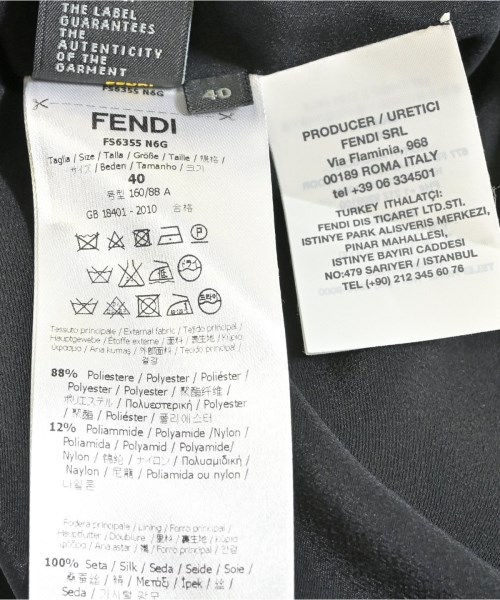 THE LABEL
GUARANTEES
THE
AUTENTICITY
OF THE
GARMENT
FENDI
FS6355 N6G
40
FENDI
FS6355 N6G
Taglia / Size / Talla / Größe / Taille / 規格 /
サイズ / Beden / Tamanho / 크기
40
号型 160/88 A
GB 18401 - 2010 合格
Tessuto principale / External fabric / Tejido principal /
Hauptgewebe / Étoffe externe / 面料 / 裏生地 / Κύριο
ύφασμα / Ana kumaş / 外部面料 / Tecido principal /
겉감
88% Poliestere / Polyester / Poliéster /
Polyester / Polyester / 聚酯纤维 /
ポリエステル / Πολυεστερική / Polyester
/ 聚酯 / Poliéster / 폴리에스터
12% Poliammide / Polyamide /Nylon /
Poliamida / Polyamid / Polyamide/
Nylon / 锦纶 / ナイロン / Πολυαμιδική /
Naylon / 尼龍 / Poliamida ou nylon /
나일론
Fodera principale / Lining / Forro principal /
Hauptfutter / Doublure / 里料 / 裏生地 / Κύρια
φόδρα / Ana astar / / Forro principal / 안감
100% Seta / Silk / Seda / Seide / Soie /
桑蚕丝 / 絹 / Μετάξι / İpek / 丝 /
Seda /
PRODUCER / URETICI
FENDI SRL
Via Flaminia, 968
00189 ROMA ITALY
tel +39 06 334501
TURKEY ITHALATÇI:
FENDI DIS TICARET LTD.STI.
ISTINYE PARK ALISVERIS MERKEZI,
PINAR MAHALLESI,
ISTINYE BAYIRI CADDESI
NO:479 SARIYER / ISTANBUL
TEL (+90) 212 345 60 76